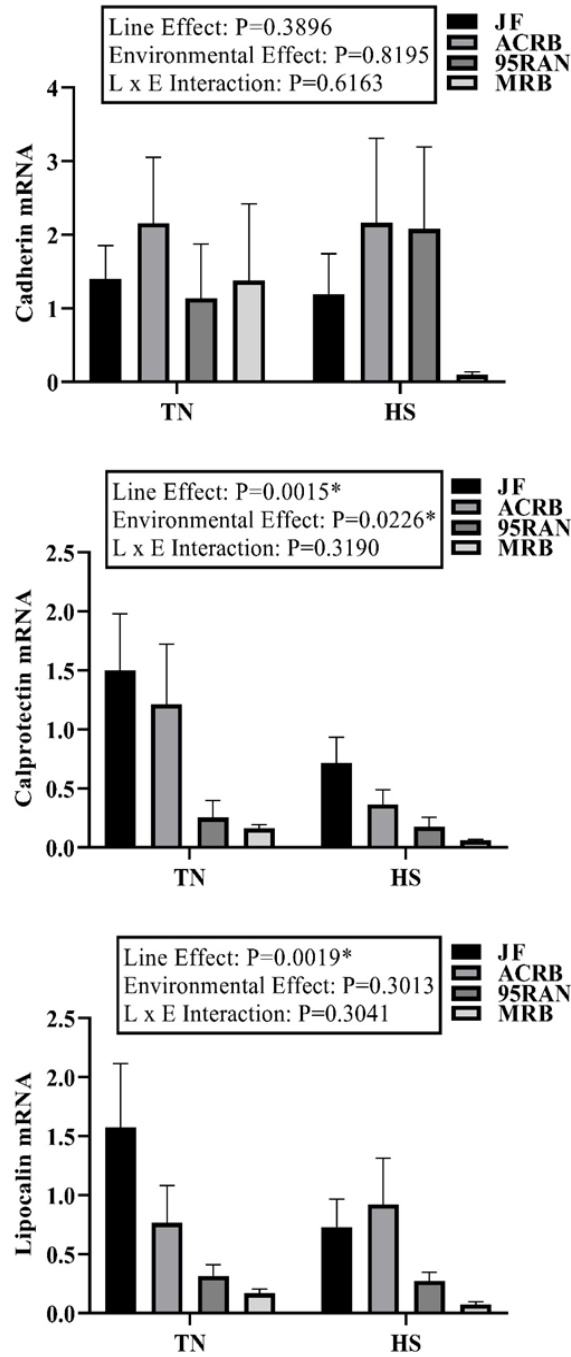 Line Effect: P=0.3896
Environmental Effect: P=0.8195
L x E Interaction: P=0.6163
JF
ACRB
95RAN
MRB
Cadherin mRNA
4
3
2
1
0
TN
HS
Line Effect: P=0.0015*
Environmental Effect: P=0.0226*
L x E Interaction: P=0.3190
JF
ACRB
95RAN
MRB
Calprotectin mRNA
2.5
2.0
1.5
1.0
0.5
0.0
TN
HS
Line Effect: P=0.0019*
Environmental Effect: P=0.3013
L x E Interaction: P=0.3041
JF
ACRB
95RAN
MRB
Lipocalin mRNA
2.5
2.0
1.5
1.0
0.5
0.0
TN
HS